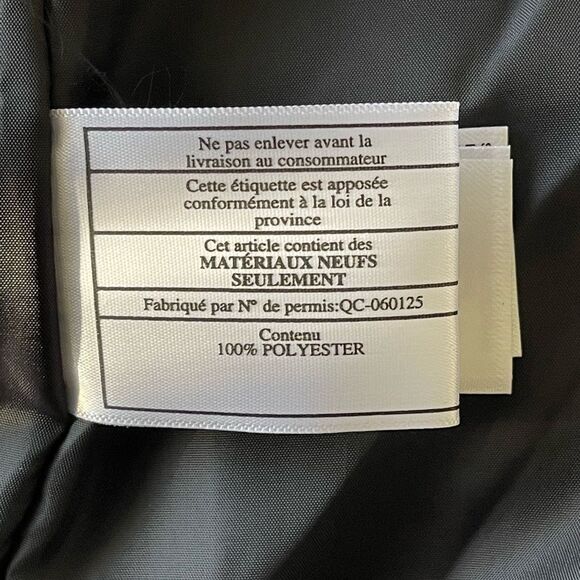 Ne pas enlever avant la
livraison au consommateur
Cette étiquette est apposée
conformément à la loi de la
province
Cet article contient des
MATÉRIAUX NEUFS
SEULEMENT
Fabriqué par Nº de permis:QC-060125
Contenu
100% POLYESTER